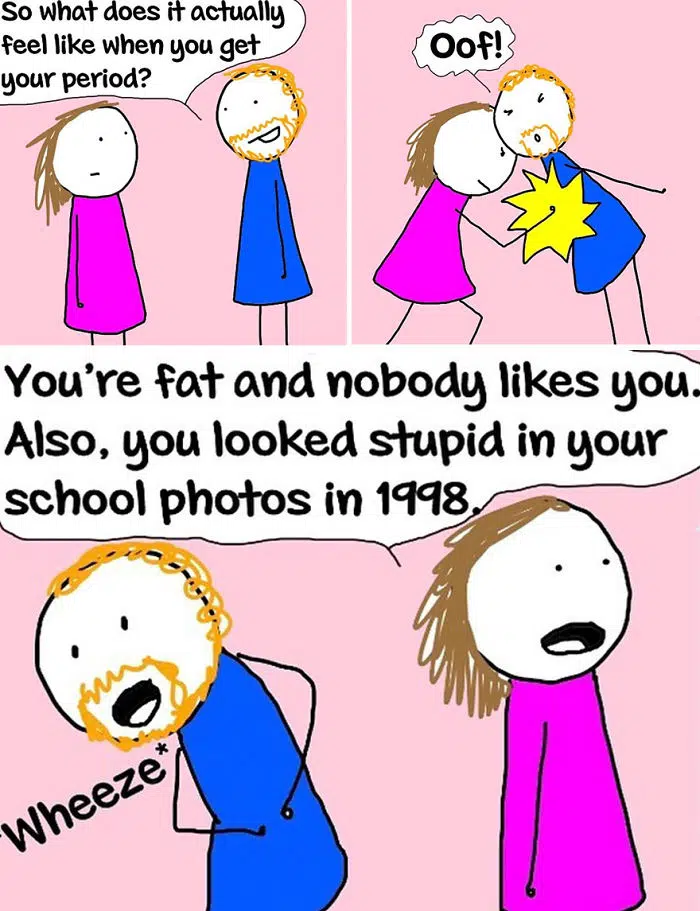 So what does it actually
feel like when you get
your period?
Oof!
You're fat and nobody likes you.
Also, you looked stupid in your
school photos in 1998.
*Wheeze*